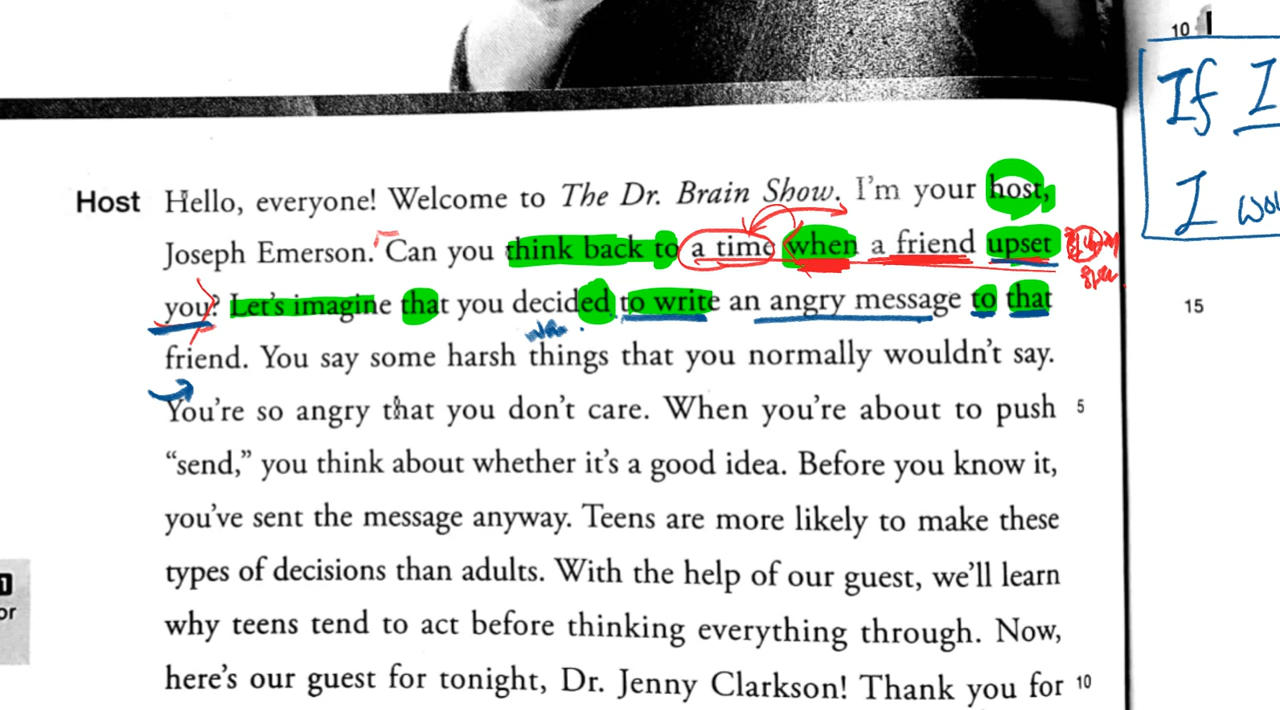 10
If I
I wou
Host Hello, everyone! Welcome to The Dr. Brain Show. I'm your host,
Joseph Emerson. Can you think back to a time when a friend upset
you? Let's imagine that you decided to write an angry message to that
15
friend. You say some harsh things that you normally wouldn't say.
You're so angry that you don't care. When you're about to push 5
“send,” you think about whether it's a good idea. Before you know it,
you've sent the message anyway. Teens are more likely to make these
types of decisions than adults. With the help of our guest, we'll learn
1
or
why teens tend to act before thinking everything through. Now,
here's our guest for tonight, Dr. Jenny Clarkson! Thank you for 10